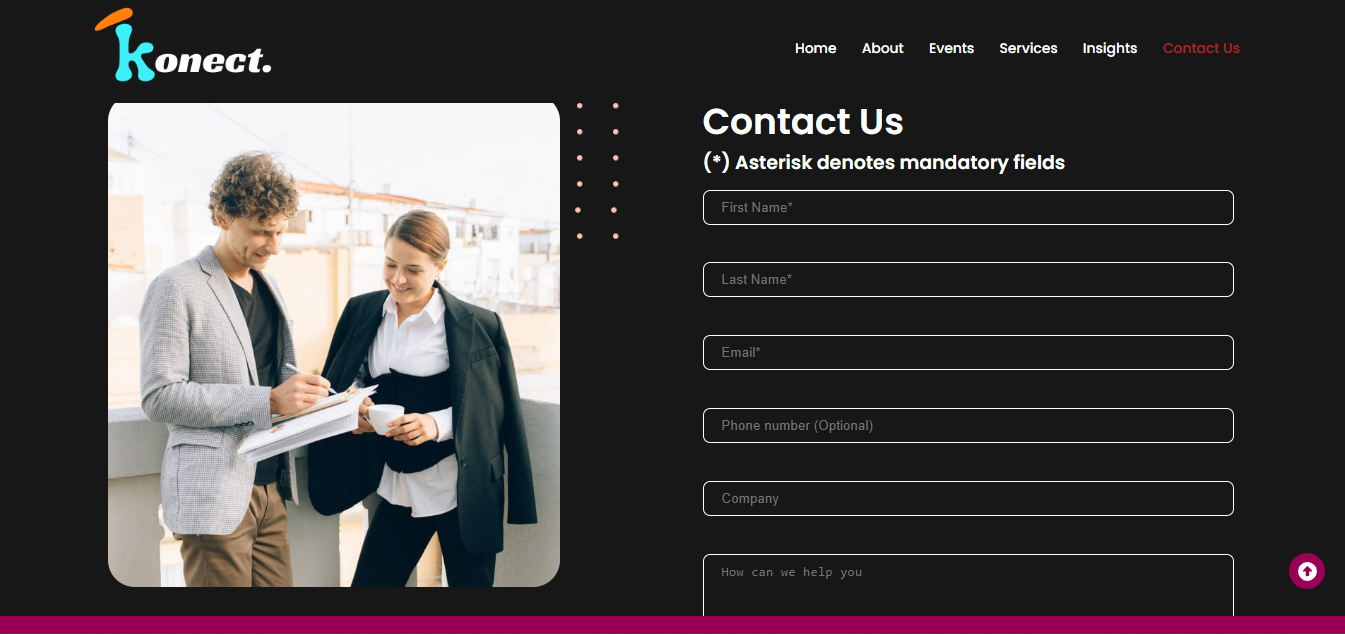 konect.
Home About Events Services Insights Contact Us
Contact Us
(*) Asterisk denotes mandatory fields
First Name*
Last Name*
Email*
Phone number (Optional)
Company
How can we help you